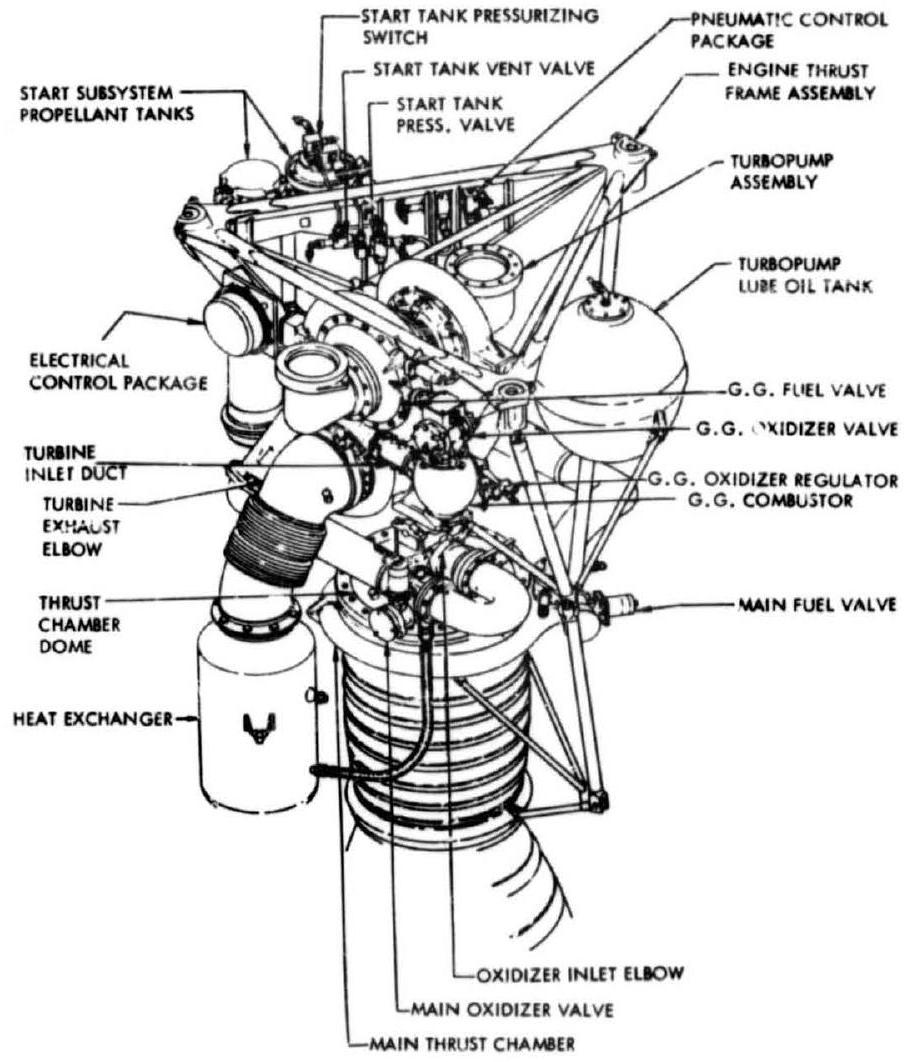 START TANK PRESSURIZING
SWITCH
PNEUMATIC CONTROL
PACKAGE
START TANK VENT VALVE
ENGINE THRUST
FRAME ASSEMBLY
START SUBSYSTEM
PROPELLANT TANKS
START TANK
PRESS. VALVE
TURBOPUMP
ASSEMBLY
TURBOPUMP
LUBE OIL TANK
ELECTRICAL
CONTROL PACKAGE
G.G. FUEL VALVE
G.G. OXIDIZER VALVE
TURBINE
INLET DUCT
G.G. OXIDIZER REGULATOR
G.G. COMBUSTOR
TURBINE
EXHAUST
ELBOW
THRUST
CHAMBER
DOME
MAIN FUEL VALVE
HEAT EXCHANGER
OXIDIZER INLET ELBOW
MAIN OXIDIZER VALVE
MAIN THRUST CHAMBER